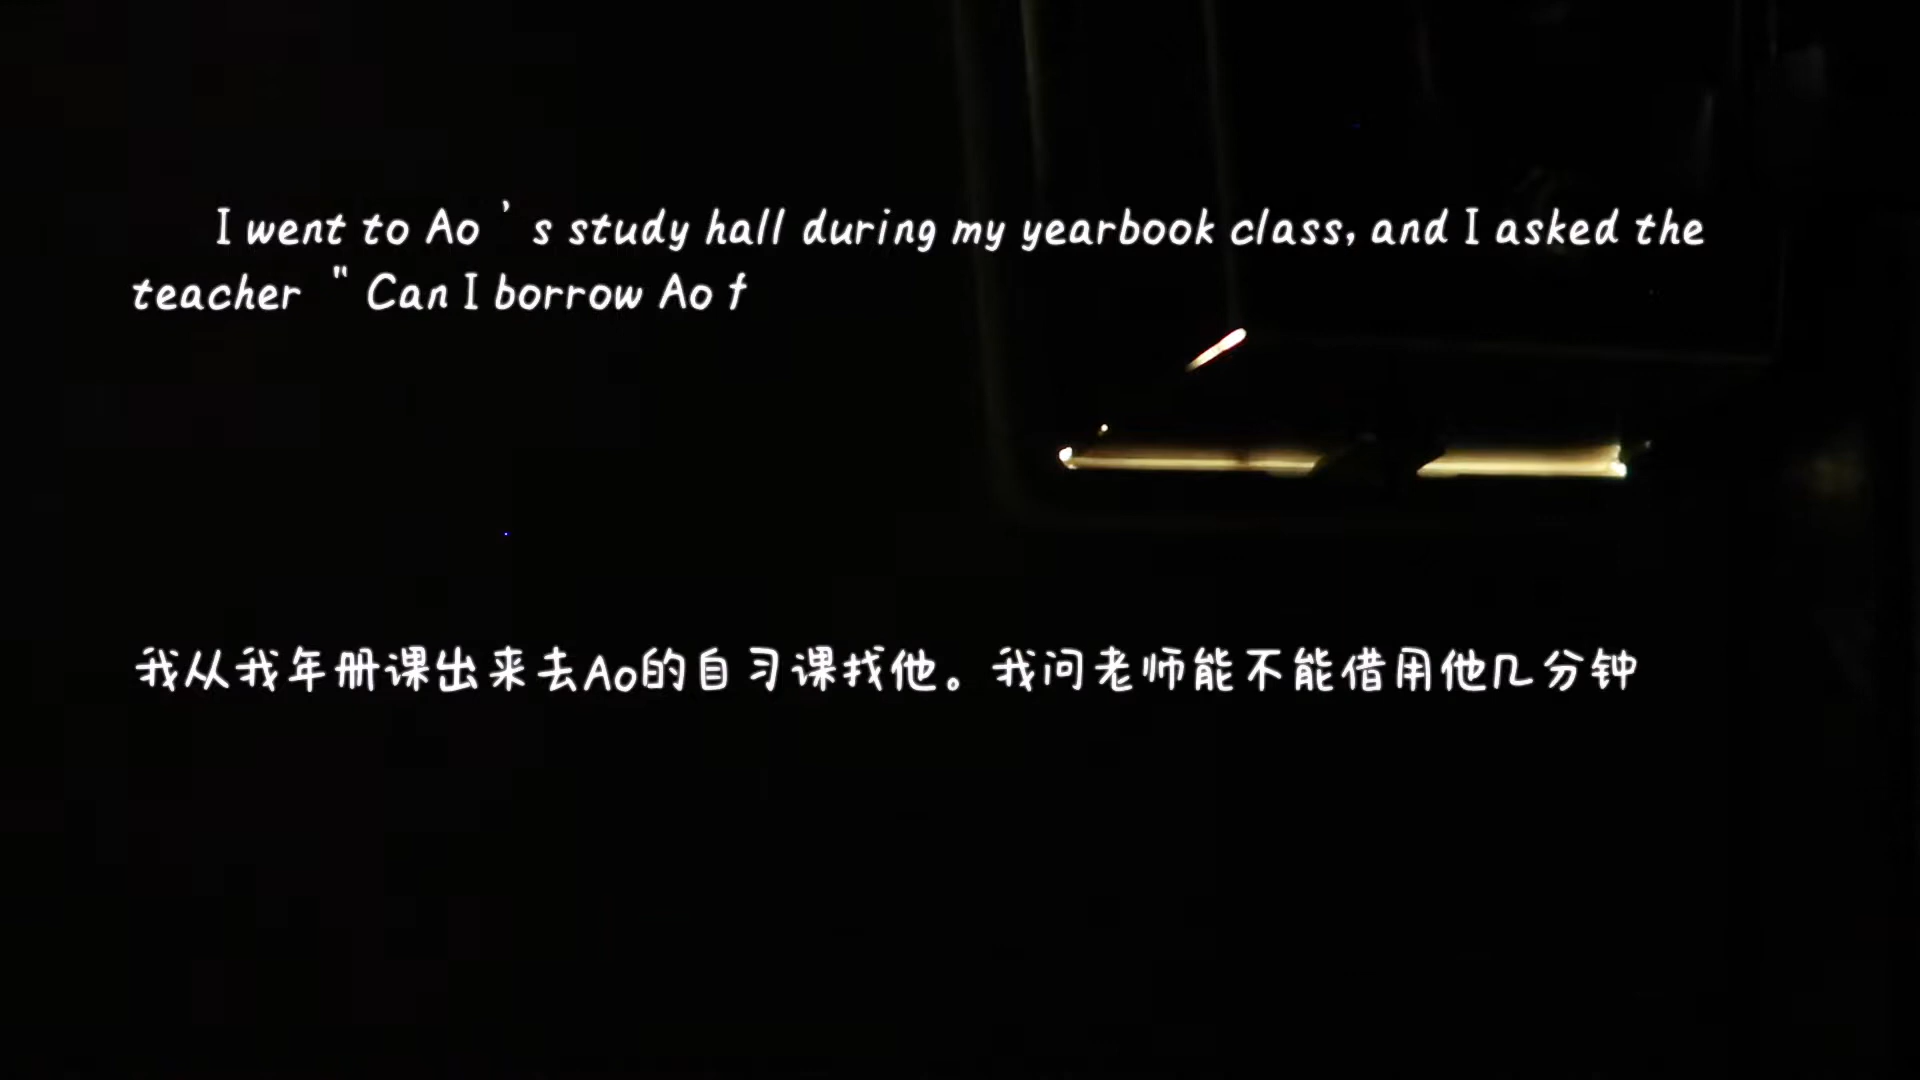 I went to Ao's study hall during my yearbook class, and I asked the
teacher "Can I borrow Ao f
我从我年册课出来去Ao的自习课找他。我问老师能不能借用他几分钟